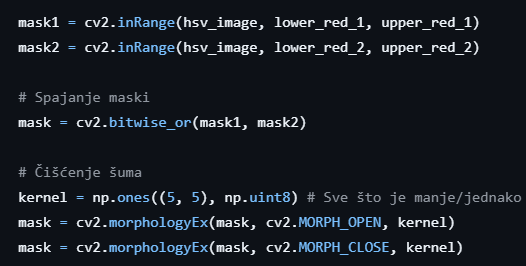 mask1 = cv2.inRange(hsv_image, lower_red_1, upper_red_1)
mask2 = cv2.inRange(hsv_image, lower_red_2, upper_red_2)
# Spajanje maski
mask = cv2.bitwise_or(mask1, mask2)
# Čišćenje šuma
kernel = np.ones((5, 5), np.uint8) # Sve što je manje/jednako
mask = cv2.morphologyEx(mask, cv2.MORPH_OPEN, kernel)
mask = cv2.morphologyEx(mask, cv2.MORPH_CLOSE, kernel)